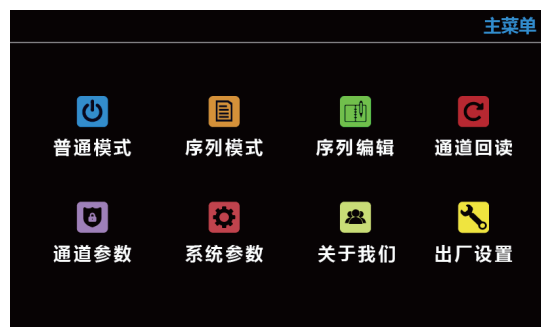 主菜单
普通模式 序列模式 序列编辑 通道回读
通道参数 系统参数 关于我们 出厂设置